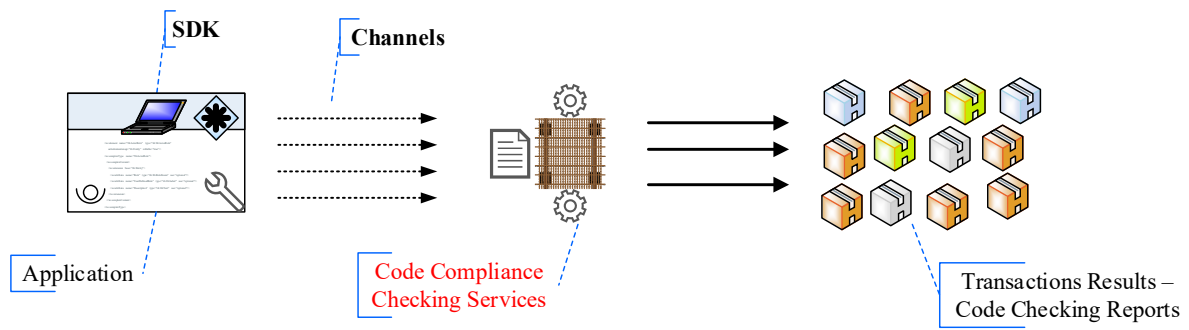 SDK
Channels
Application
Code Compliance
Checking Services
Transactions Results –
Code Checking Reports